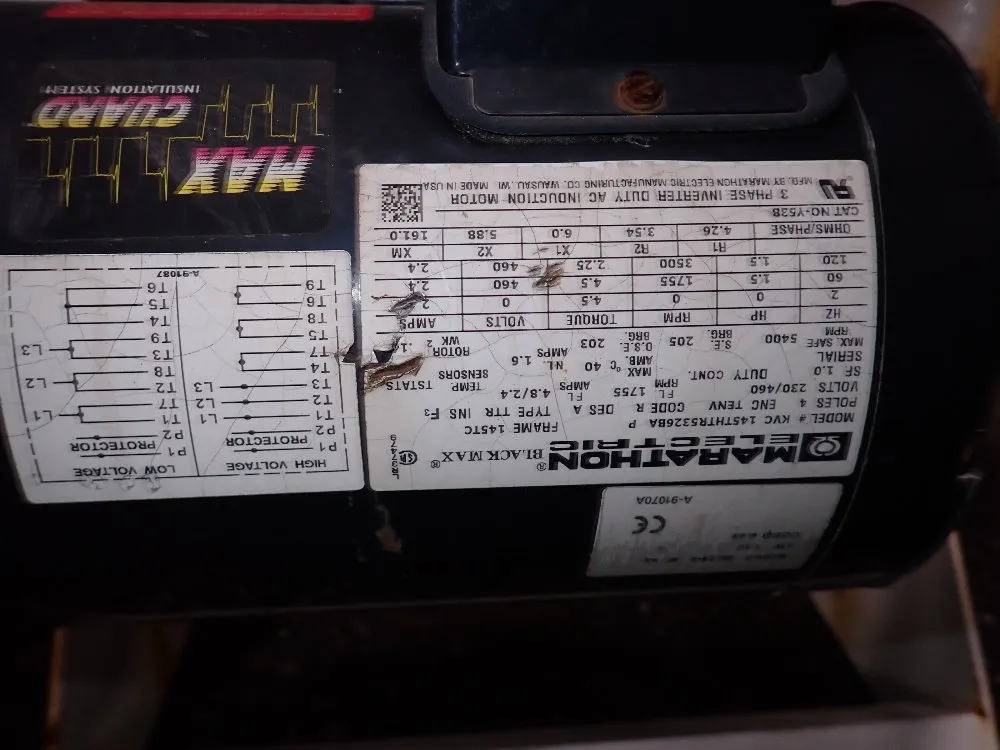 CE
A-91070A
MARATHON
ELECTRIC ® BLACK MAX ®
MODEL # KVC 145THTR5326BA P FRAME 145TC
POLES 4 ENC TENV CODE R DES A TYPE TTR INS F3
VOLTS 230/460 FL RPM 1755 FL AMPS 4.8/2.4
SF 1.0 DUTY CONT. MAX AMB. 40 °C N.L. AMPS 1.6 TEMP. SENSORS TSTATS
SERIAL
MAX. SAFE RPM 5400 S.E. BRG. 205 O.S.E. BRG. 203 ROTOR WK 2
HZ HP RPM TORQUE VOLTS AMPS
2 0 0 4.5 0
60 1.5 1755 4.5 460 2.4
120 1.5 3500 2.25 460 2.4
R1 R2 X1 X2 XM
OHMS/PHASE 4.26 3.54 6.0 5.88 161.0
CAT NO-Y538
3 PHASE INVERTER DUTY AC INDUCTION MOTOR
MFG. BY MARATHON ELECTRIC MANUFACTURING CO. WAUSAU, WI MADE IN USA
HIGH VOLTAGE
P1
PROTECTOR
P2
T1 L1
T2 L2
T3 L3
T4
T7
T5
T8
T6
T9
LOW VOLTAGE
P1
PROTECTOR
P2
T1
T7 L1
T2
T8 L2
T3
T9 L3
T4
T5
T6
A-91087
MAX
GUARD
INSULATION SYSTEM